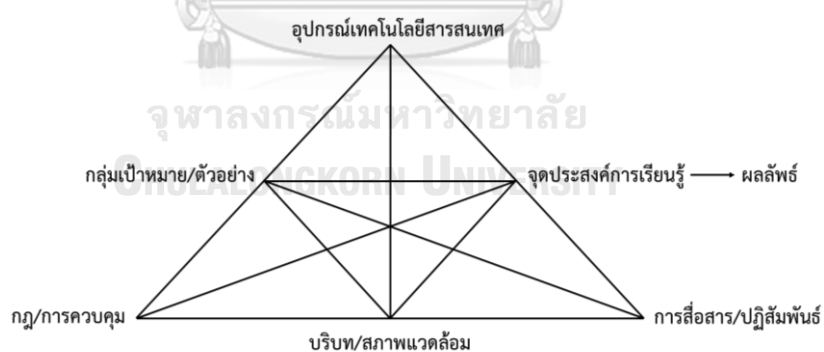 อุปกรณ์เทคโนโลยีสารสนเทศ
จุฬาลงกรณ์มหาวิทยาลัย
กลุ่มเป้าหมาย/ตัวอย่าง
CHULALONGKORN UNIVERSITY
จุดประสงค์การเรียนรู้
ผลลัพธ์
กฎ/การควบคุม
การสื่อสาร/ปฏิสัมพันธ์
บริบท/สภาพแวดล้อม